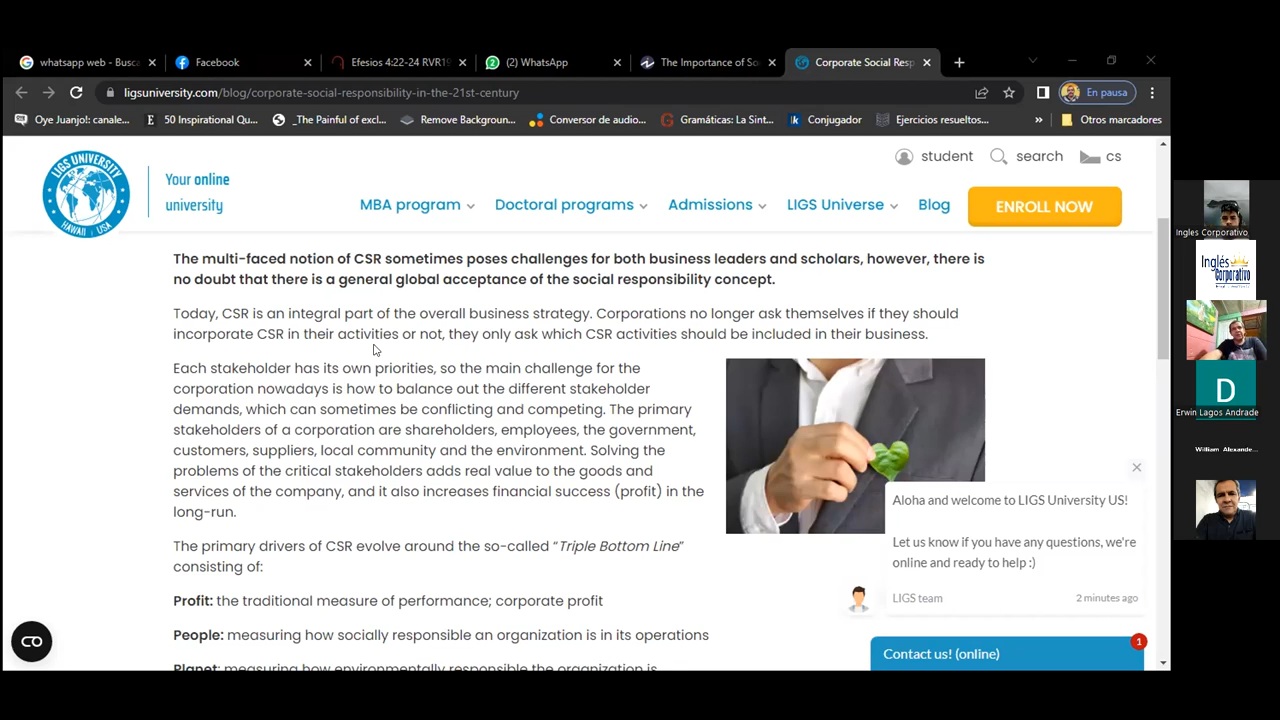 whatsapp web - Busca
Facebook
Efesios 4:22-24 RVR19
(2) WhatsApp
The Importance of So
Corporate Social Resp
ligsuniversity.com/blog/corporate-social-responsibility-in-the-21st-century
En pausa
Oye Juanjo!: canale...
50 Inspirational Qu...
_The Painful of excl...
Remove Backgroun...
Conversor de audio...
Gramáticas: La Sint...
Conjugador
Ejercicios resueltos...
»
Otros marcadores
LIGS UNIVERSITY
HAWAII USA
Your online
university
student
search
cs
MBA program
Doctoral programs
Admissions
LIGS Universe
Blog
ENROLL NOW
The multi-faced notion of CSR sometimes poses challenges for both business leaders and scholars, however, there is
no doubt that there is a general global acceptance of the social responsibility concept.
Today, CSR is an integral part of the overall business strategy. Corporations no longer ask themselves if they should
incorporate CSR in their activities or not, they only ask which CSR activities should be included in their business.
Each stakeholder has its own priorities, so the main challenge for the
corporation nowadays is how to balance out the different stakeholder
demands, which can sometimes be conflicting and competing. The primary
stakeholders of a corporation are shareholders, employees, the government,
customers, suppliers, local community and the environment. Solving the
problems of the critical stakeholders adds real value to the goods and
services of the company, and it also increases financial success (profit) in the
long-run.
The primary drivers of CSR evolve around the so-called “Triple Bottom Line”
consisting of:
Profit: the traditional measure of performance; corporate profit
People: measuring how socially responsible an organization is in its operations
Planet: measuring how environmentally responsible the organization is
Aloha and welcome to LIGS University US!
Let us know if you have any questions, we're
online and ready to help :)
LIGS team
2 minutes ago
1
Contact us! (online)
Ingles Corporativo
Inglés
Corporativo
D
Erwin Lagos Andrade
William Alexande...